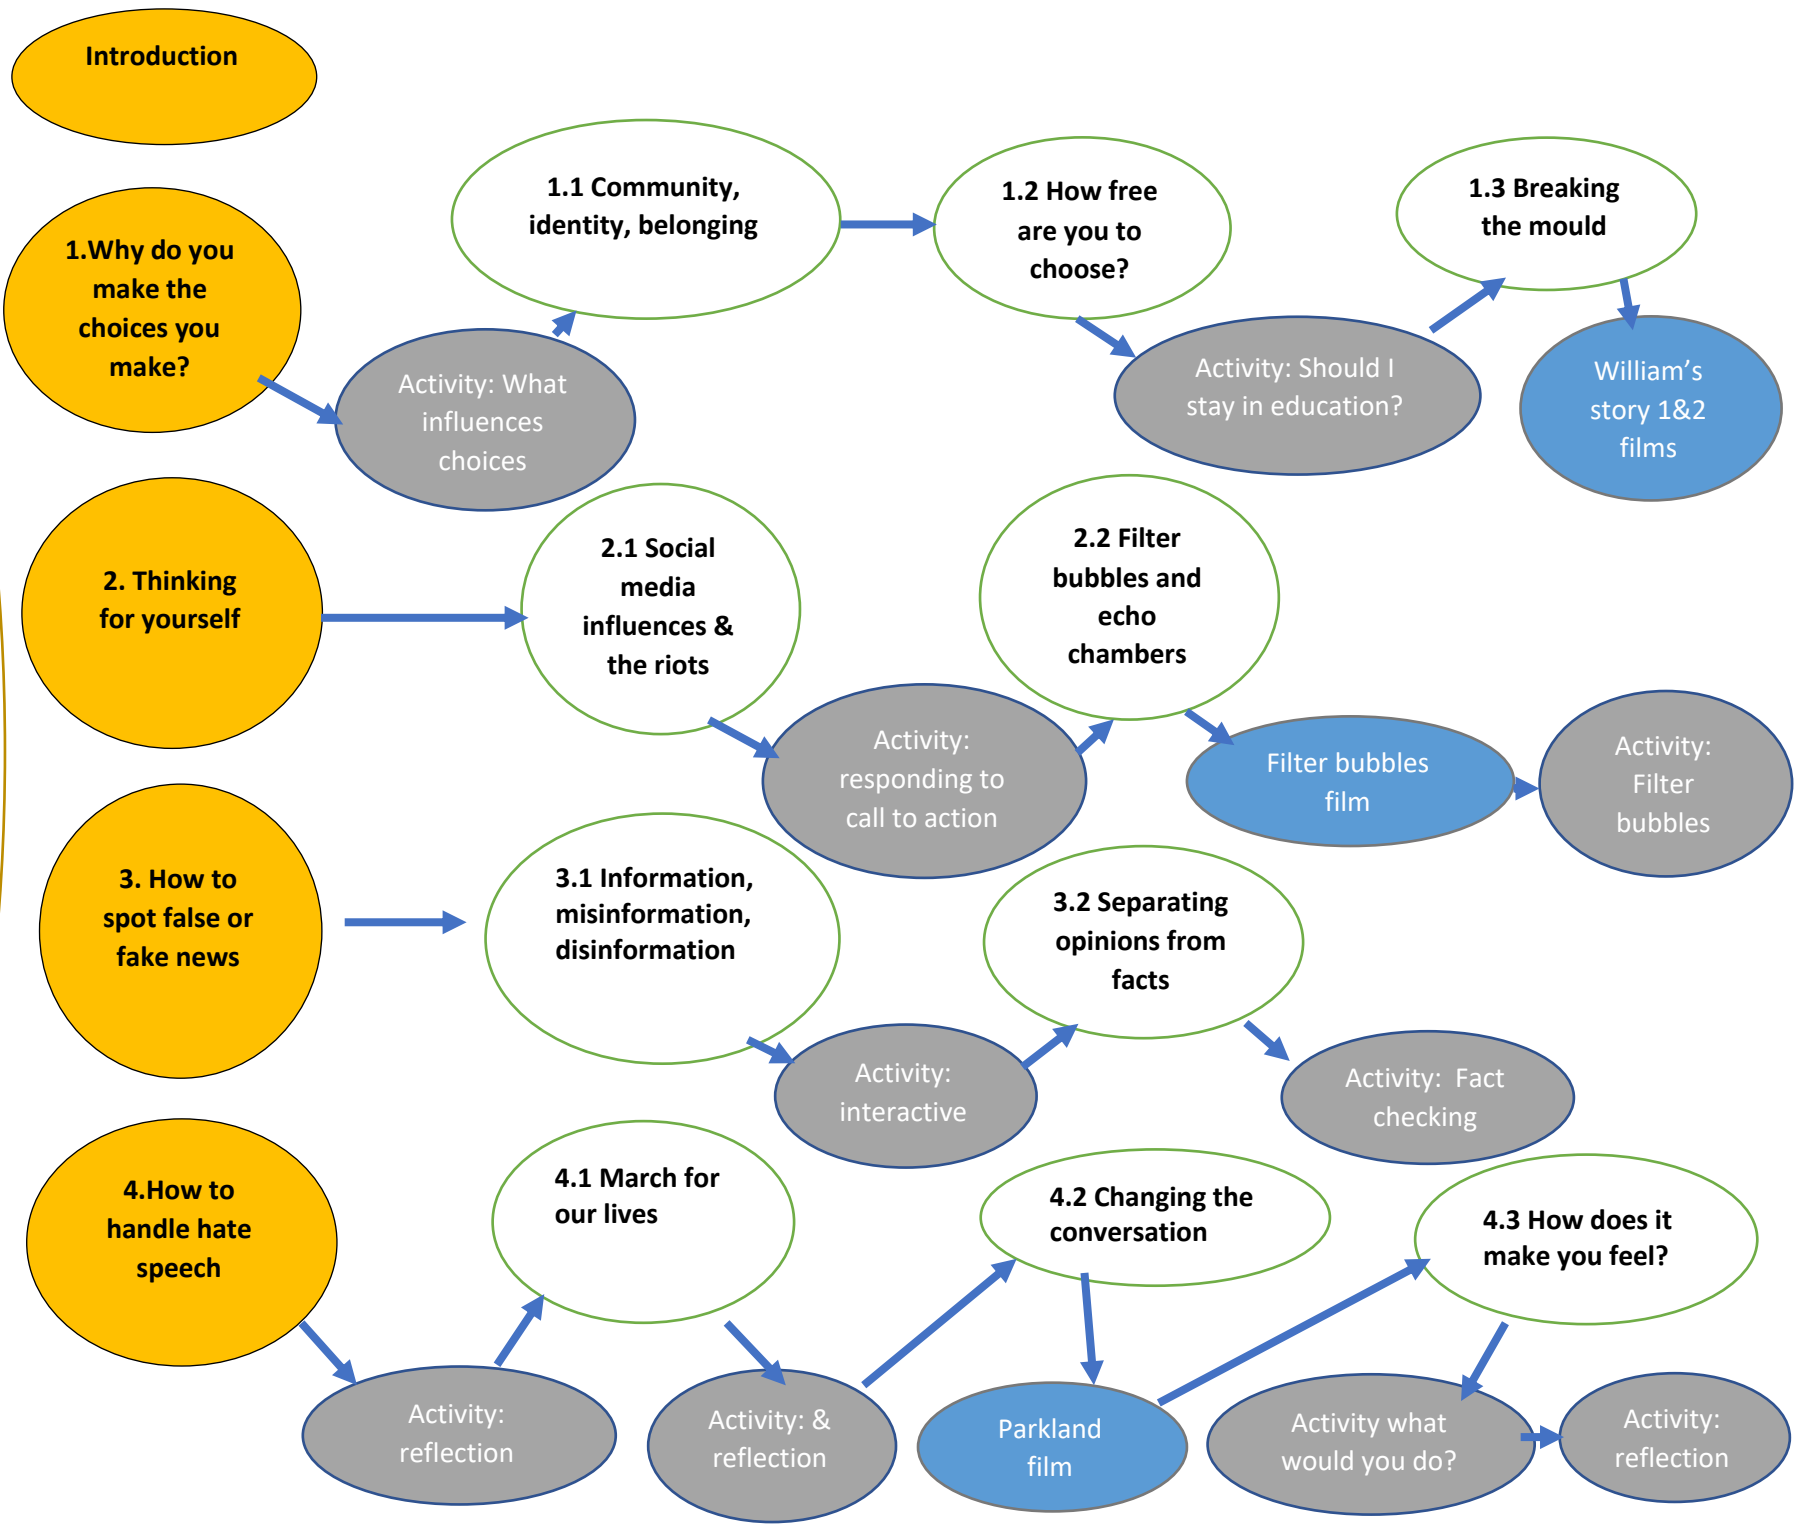 Introduction
1.Why do you
make the
choices you
make?
Activity: What
influences
choices
1.1 Community,
identity, belonging
1.2 How free
are you to
choose?
Activity: Should I
stay in education?
1.3 Breaking
the mould
William’s
story 1&2
films
2. Thinking
for yourself
2.1 Social
media
influences &
the riots
Activity:
responding to
call to action
2.2 Filter
bubbles and
echo
chambers
Filter bubbles
film
Activity:
Filter
bubbles
3. How to
spot false or
fake news
3.1 Information,
misinformation,
disinformation
Activity:
interactive
3.2 Separating
opinions from
facts
Activity:  Fact
checking
4.How to
handle hate
speech
Activity:
reflection
4.1 March for
our lives
Activity: &
reflection
4.2 Changing the
conversation
Parkland
film
4.3 How does it
make you feel?
Activity what
would you do?
Activity:
reflection